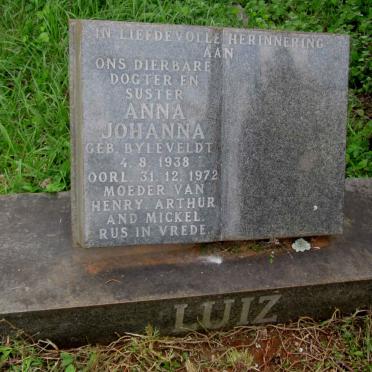 IN LIEFDEVOLLE HERINNERING
AAN
ONS DIERBARE
DOGTER EN
SUSTER
ANNA
JOHANNA
GEB. BYLEVELDT
4. 8. 1938
OORL. 31. 12. 1972
MOEDER VAN
HENRY. ARTHUR
AND MICKEL.
RUS IN VREDE.
LUIZ